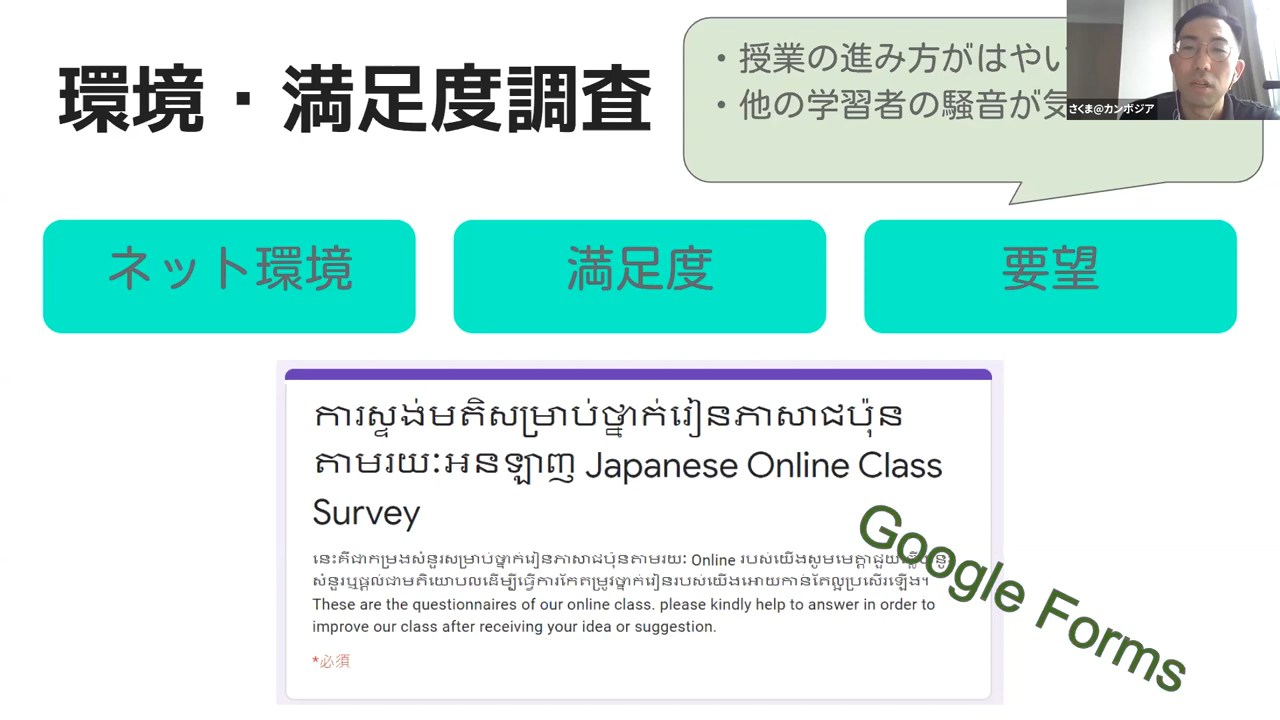 環境・満足度調査
・授業の進み方がはやい
・他の学習者の騒音が気
さくま@カンボジア
ネット環境
満足度
要望
ការស្ទង់មតិសម្រាប់ថ្នាក់រៀនភាសាជប៉ុន
តាមរយៈអនឡាញ Japanese Online Class
Survey
នេះគឺជាកម្រងសំនួរសម្រាប់ថ្នាក់រៀនភាសាជប៉ុនតាមរយៈ Online របស់យើងសូមមេត្តាជួយឆ្លើយនូវ
សំនួរឬផ្តល់ជាមតិយោបលដើម្បីធ្វើការកែតម្រូវថ្នាក់រៀនរបស់យើងអោយកាន់តែល្អប្រសើរឡើង។
These are the questionnaires of our online class. please kindly help to answer in order to
improve our class after receiving your idea or suggestion.
*必須
Google Forms